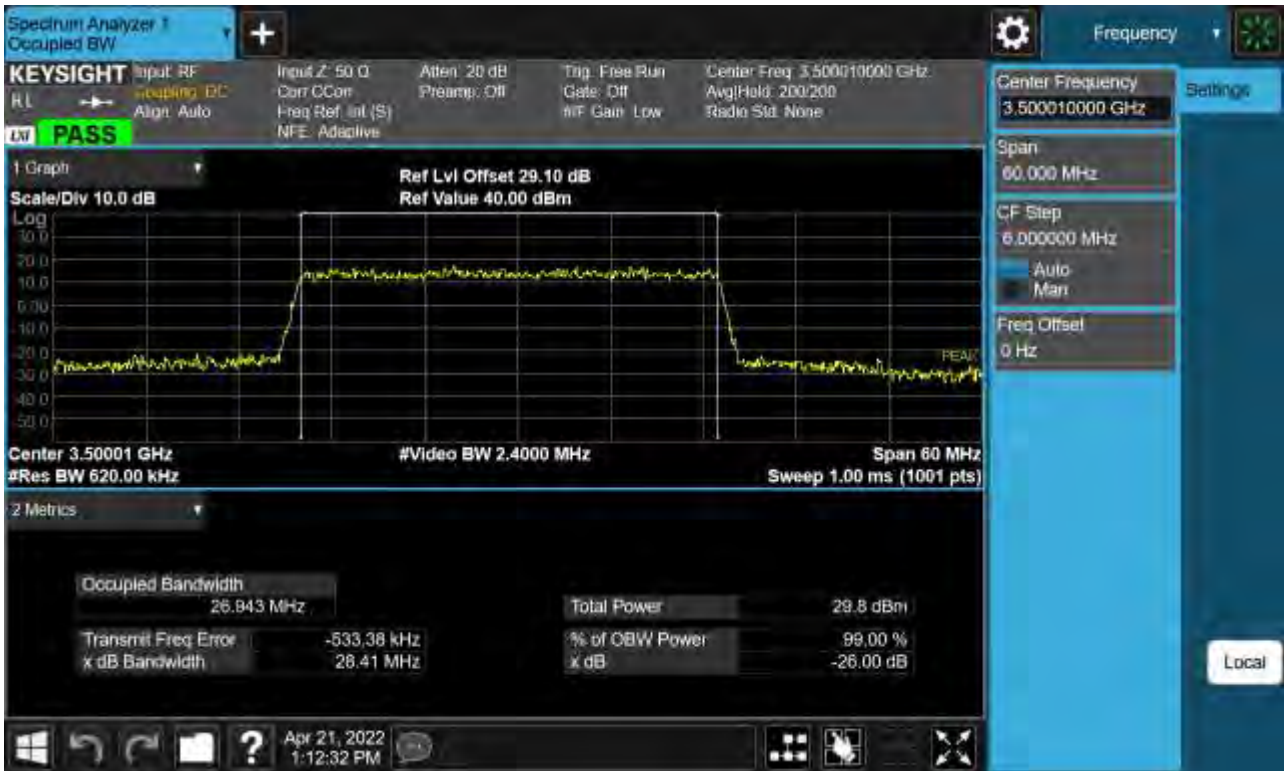 Spectrum Analyzer 1
Occupied BW
Frequency
KEYSIGHT
Input: RF
Coupling: DC
Align: Auto
Input Z: 50 Ω
Corr CCorr
Freq Ref: Int (S)
NFE: Adaptive
Atten: 20 dB
Preamp: Off
Trig: Free Run
Gate: Off
#IF Gain: Low
Center Freq: 3.500010000 GHz
Avg|Hold: 200/200
Radio Std: None
LXI
PASS
Center Frequency
3.500010000 GHz
Settings
Span
60.000 MHz
CF Step
6.000000 MHz
Auto
Man
Freq Offset
0 Hz
1 Graph
Scale/Div 10.0 dB
Ref Lvl Offset 29.10 dB
Ref Value 40.00 dBm
Log
30.0
20.0
10.0
0.00
-10.0
-20.0
-30.0
-40.0
-50.0
PEAK
Center 3.50001 GHz
#Res BW 620.00 kHz
#Video BW 2.4000 MHz
Span 60 MHz
Sweep 1.00 ms (1001 pts)
2 Metrics
Occupied Bandwidth
26.943 MHz
Transmit Freq Error -533.38 kHz
x dB Bandwidth 28.41 MHz
Total Power 29.8 dBm
% of OBW Power 99.00 %
x dB -26.00 dB
Local
Apr 21, 2022
1:12:32 PM